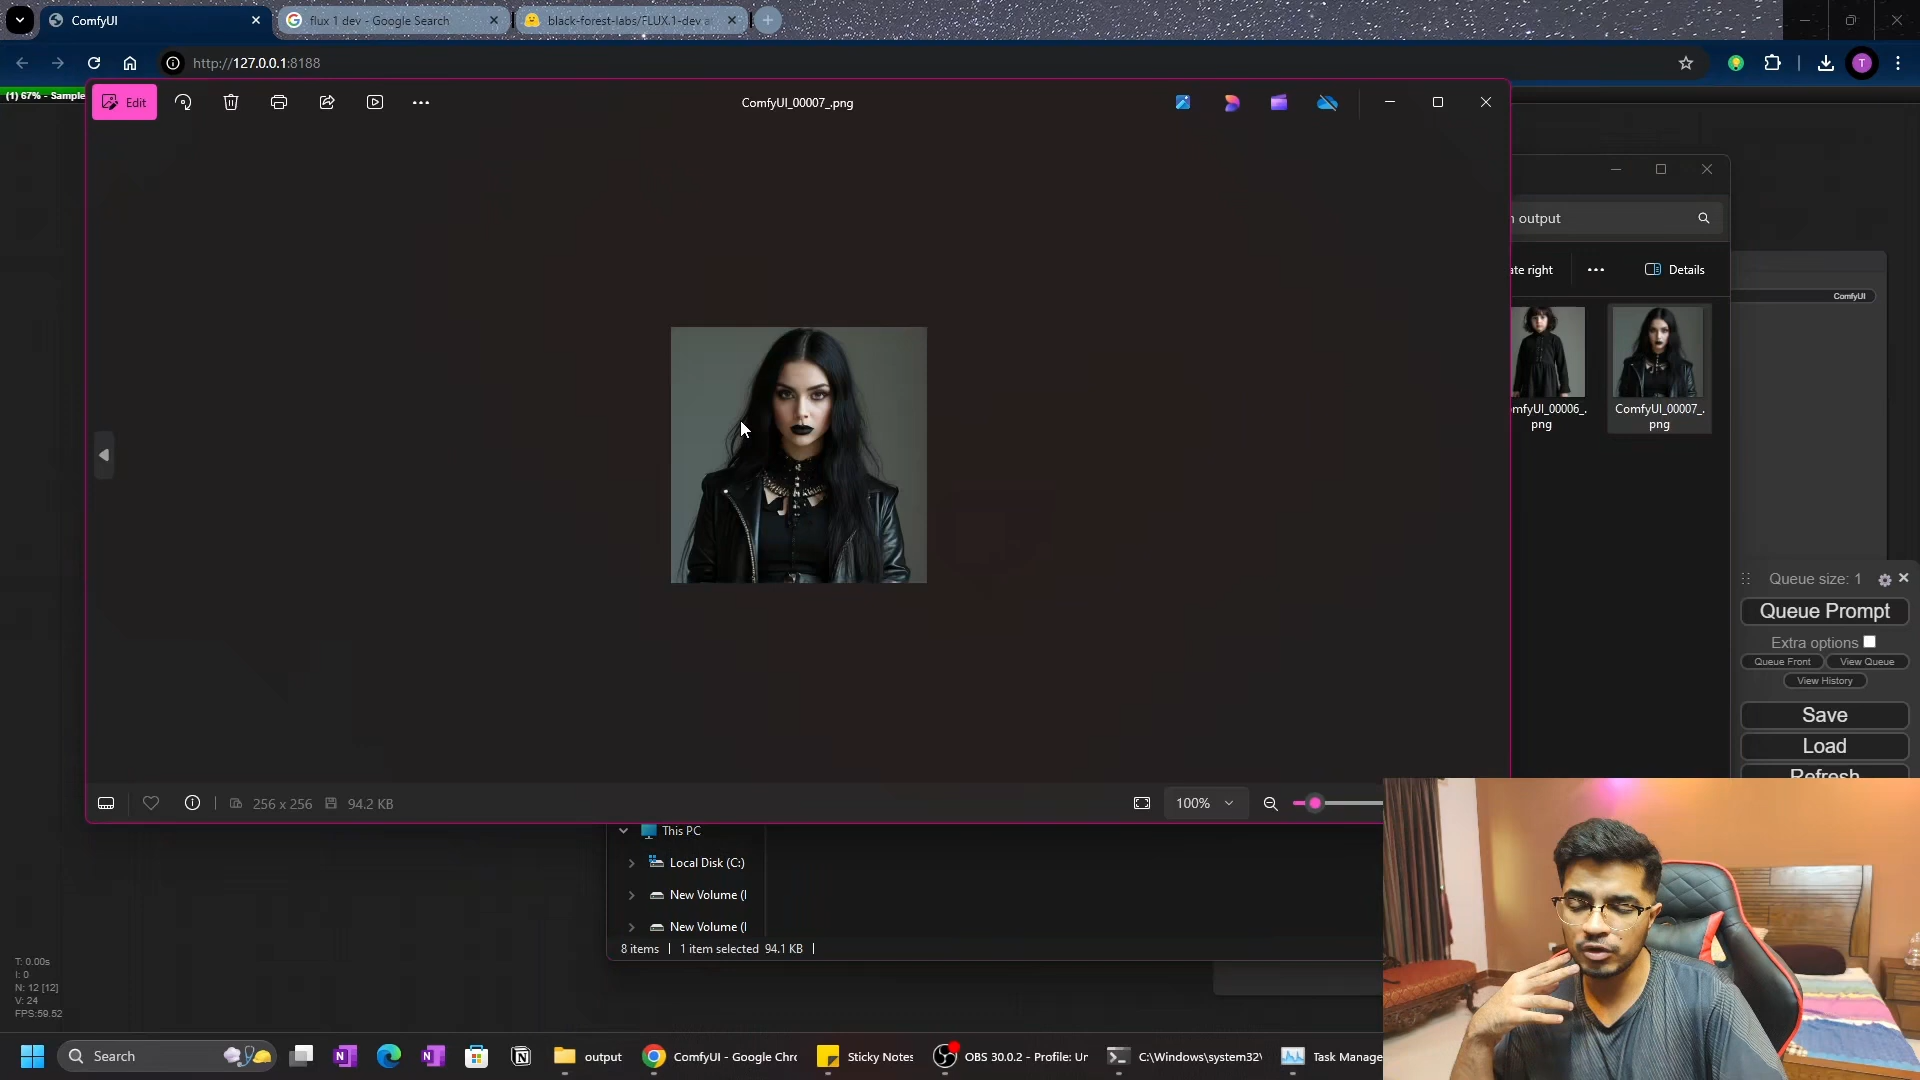 ComfyUI
flux 1 dev - Google Search
black-forest-labs/FLUX.1-dev at
http://127.0.0.1:8188
T
(1) 67% - Sample
Edit
ComfyUI_00007_.png
output
ate right
Details
ComfyUI
mfyUI_00006_.
png
ComfyUI_00007_.
png
Queue size: 1
Queue Prompt
Extra options
Queue Front
View Queue
View History
Save
Load
Refresh
256 x 256
94.2 KB
100%
This PC
Local Disk (C:)
New Volume (
New Volume (
8 items
1 item selected 94.1 KB
T: 0.00s
I: 0
N: 12 [12]
V: 24
FPS:59.52
Search
output
ComfyUI - Google Chro
Sticky Notes
OBS 30.0.2 - Profile: Un
C:\Windows\system32\
Task Manage